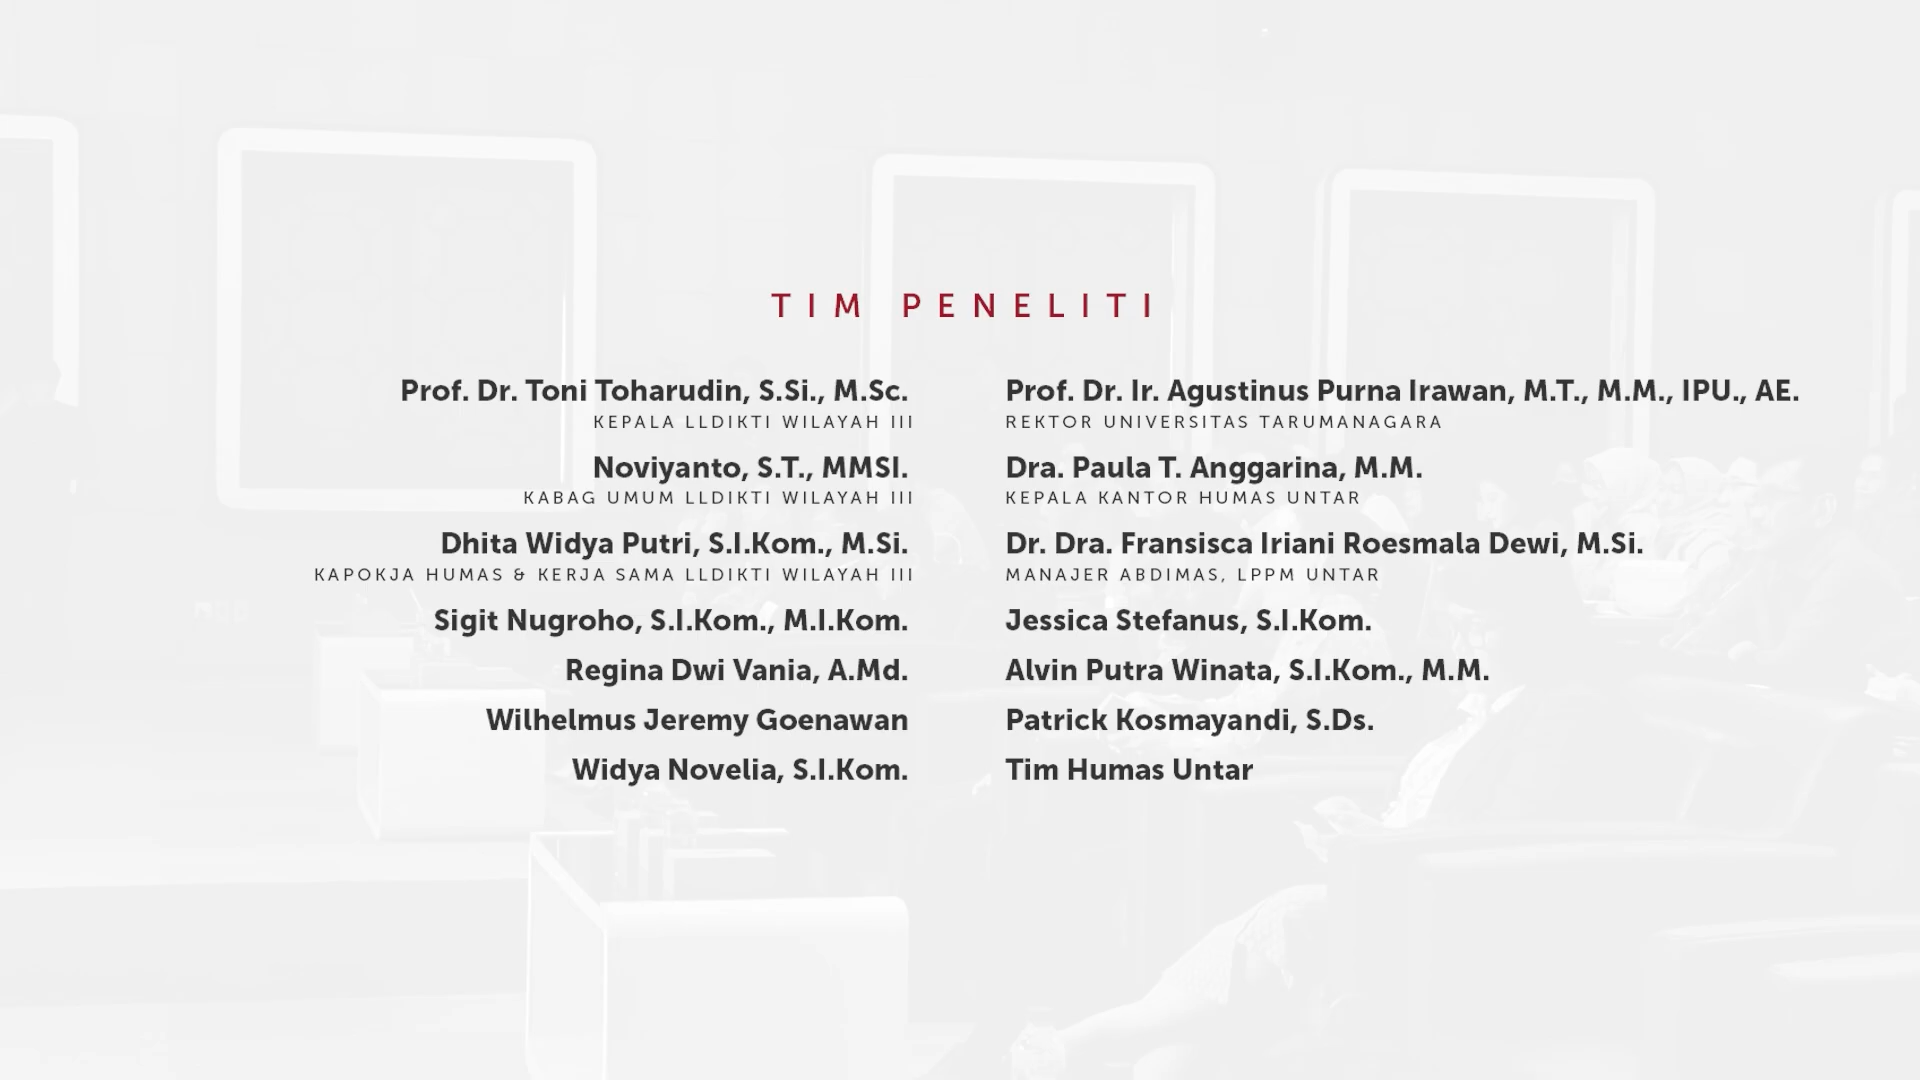 TIM PENELITI
Prof. Dr. Toni Toharudin, S.Si., M.Sc.
KEPALA LLDIKTI WILAYAH III
Noviyanto, S.T., MMSI.
KABAG UMUM LLDIKTI WILAYAH III
Dhita Widya Putri, S.I.Kom., M.Si.
KAPOKJA HUMAS & KERJA SAMA LLDIKTI WILAYAH III
Sigit Nugroho, S.I.Kom., M.I.Kom.
Regina Dwi Vania, A.Md.
Wilhelmus Jeremy Goenawan
Widya Novelia, S.I.Kom.
Prof. Dr. Ir. Agustinus Purna Irawan, M.T., M.M., IPU., AE.
REKTOR UNIVERSITAS TARUMANAGARA
Dra. Paula T. Anggarina, M.M.
KEPALA KANTOR HUMAS UNTAR
Dr. Dra. Fransisca Iriani Roesmala Dewi, M.Si.
MANAJER ABDIMAS, LPPM UNTAR
Jessica Stefanus, S.I.Kom.
Alvin Putra Winata, S.I.Kom., M.M.
Patrick Kosmayandi, S.Ds.
Tim Humas Untar